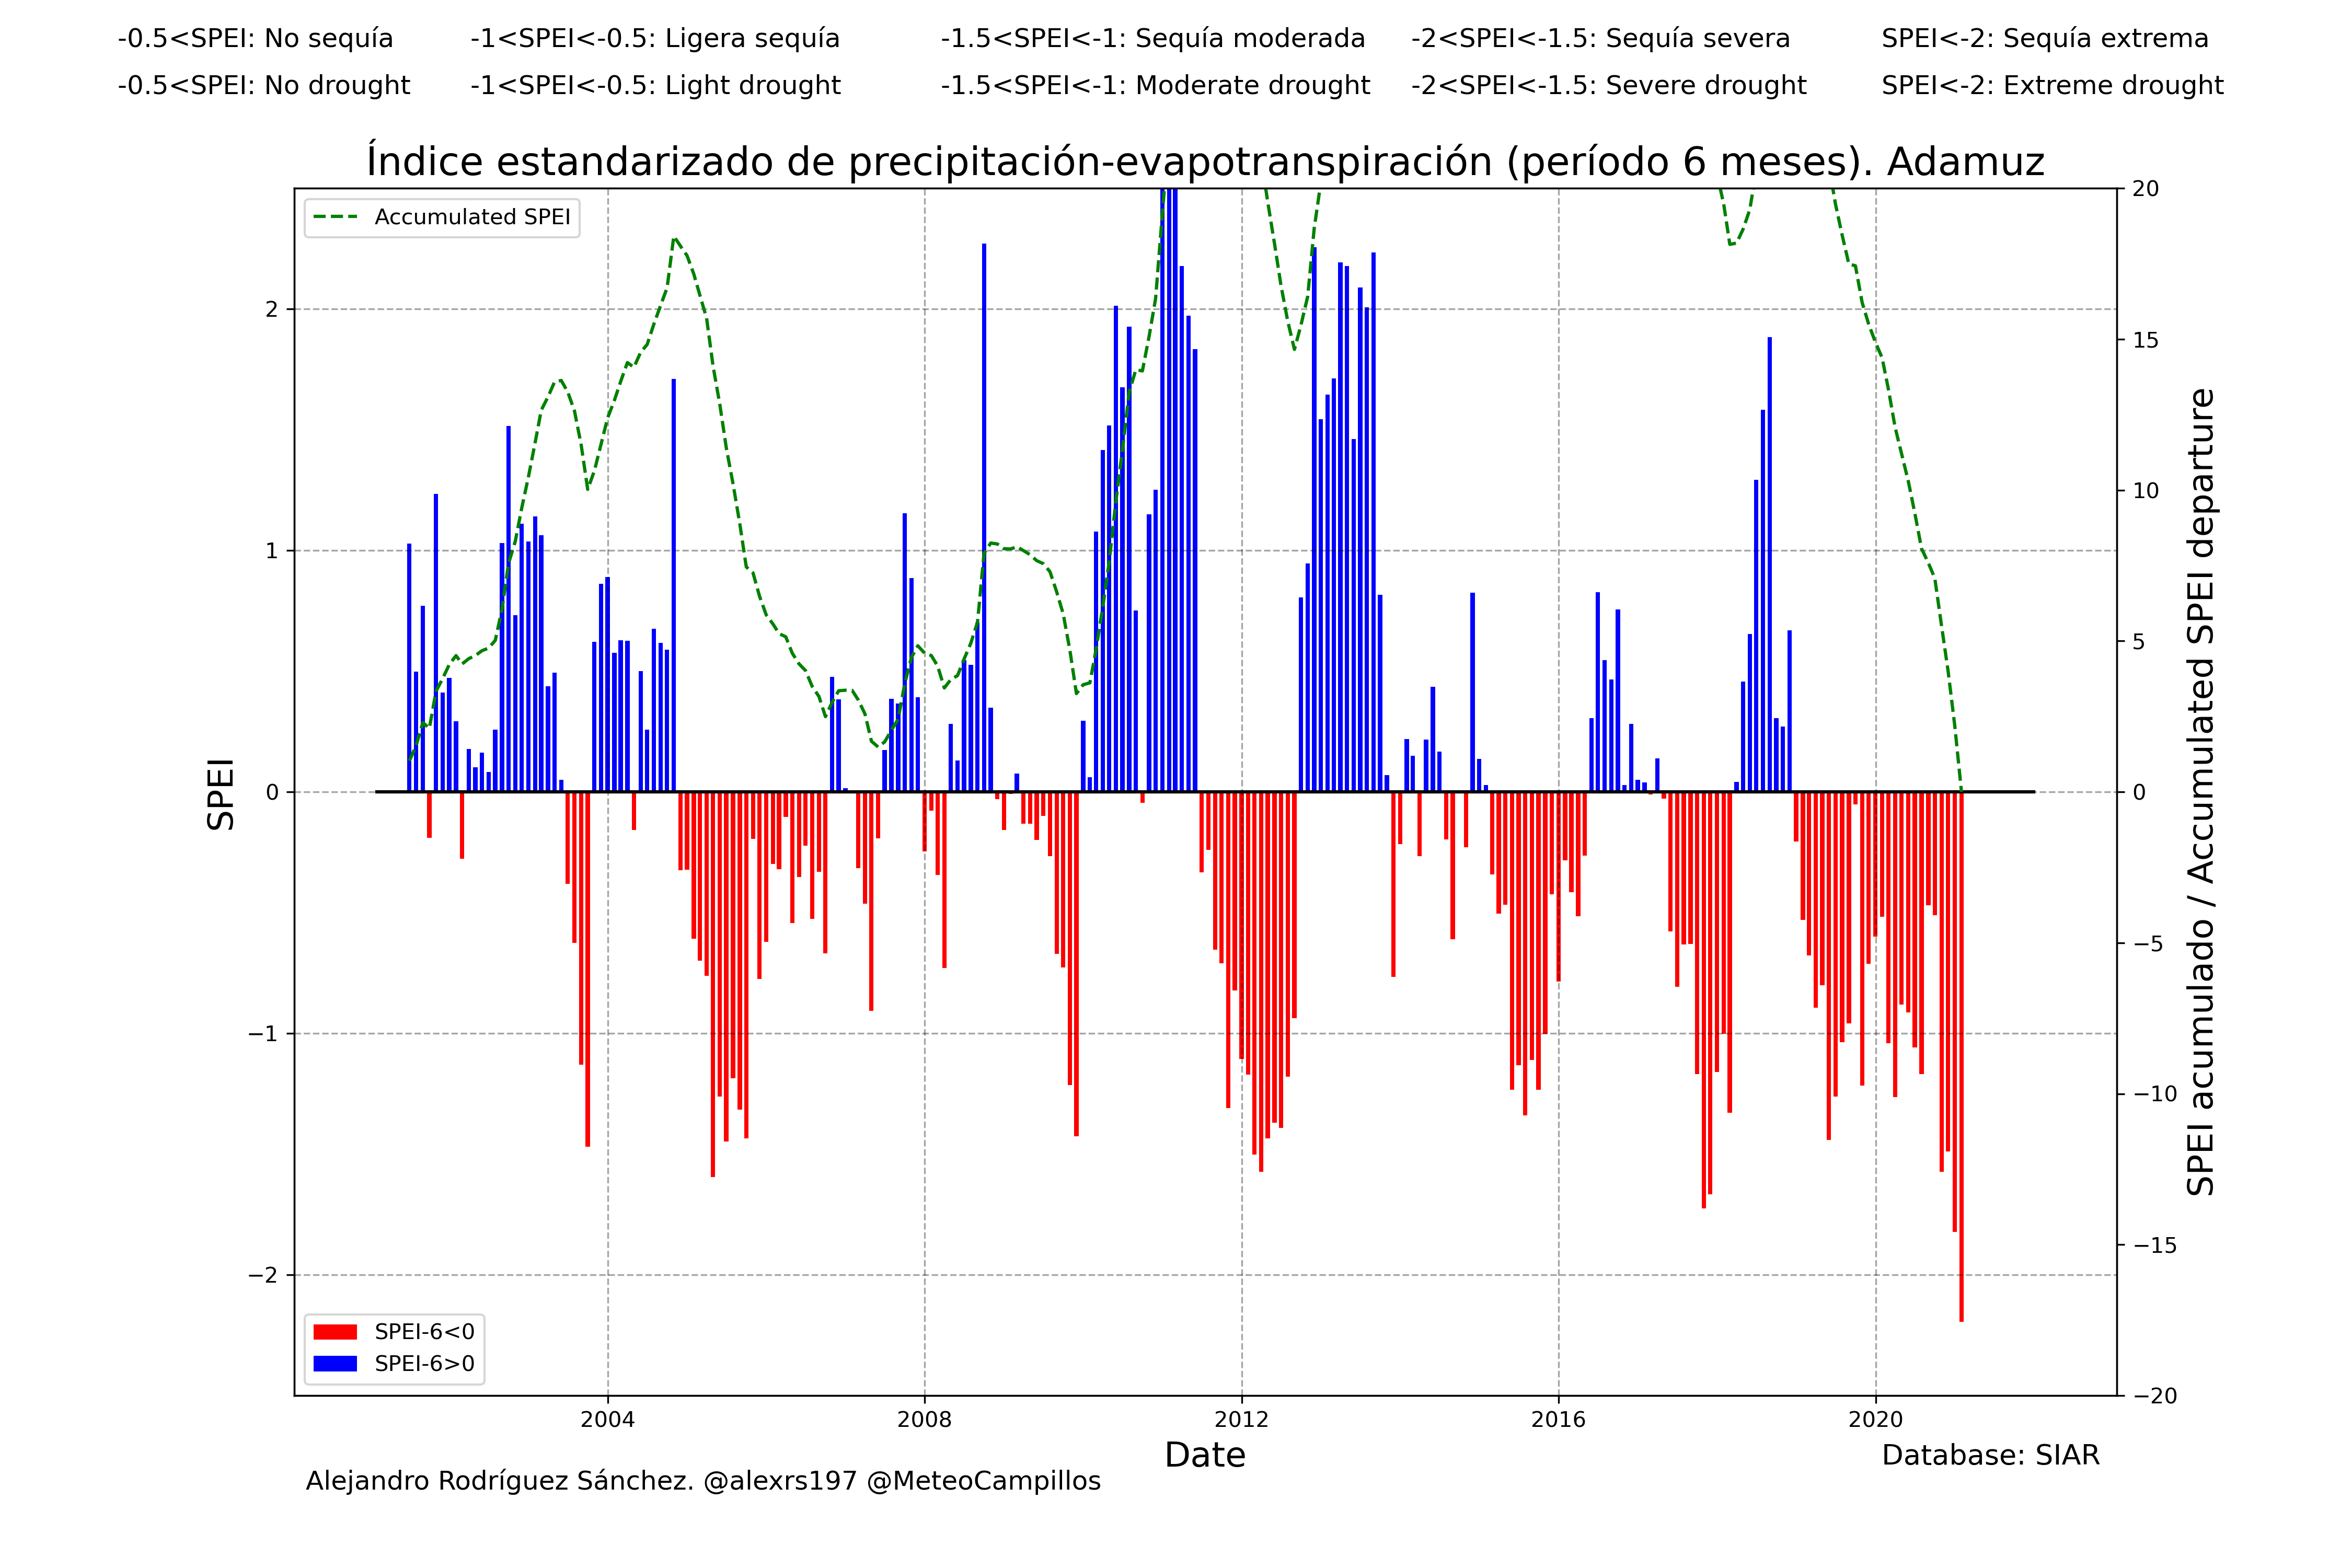 -0.5<SPEI: No sequía -1<SPEI<-0.5: Ligera sequía -1.5<SPEI<-1: Sequía moderada -2<SPEI<-1.5: Sequía severa SPEI<-2: Sequía extrema
-0.5<SPEI: No drought -1<SPEI<-0.5: Light drought -1.5<SPEI<-1: Moderate drought -2<SPEI<-1.5: Severe drought SPEI<-2: Extreme drought
Índice estandarizado de precipitación-evapotranspiración (período 6 meses). Adamuz
Accumulated SPEI
SPEI
2
1
0
−1
−2
20
15
10
5
0
−5
−10
−15
−20
SPEI acumulado / Accumulated SPEI departure
SPEI-6<0
SPEI-6>0
2004 2008 2012 2016 2020
Date
Database: SIAR
Alejandro Rodríguez Sánchez. @alexrs197 @MeteoCampillos